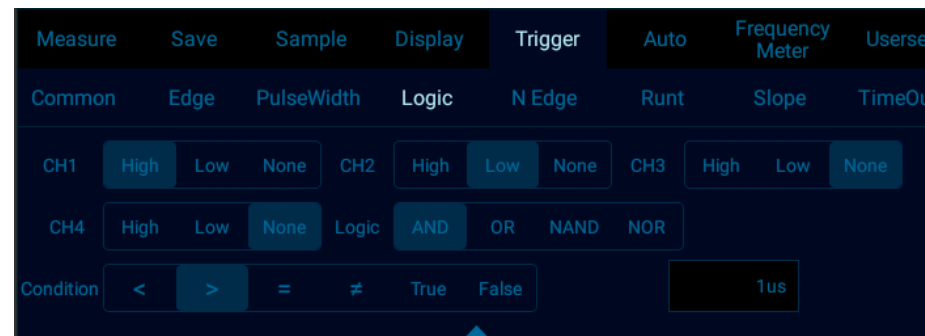 Measure Save Sample Display Trigger Auto Frequency Meter Userse
Common Edge PulseWidth Logic N Edge Runt Slope TimeOu
CH1 High Low None CH2 High Low None CH3 High Low None
CH4 High Low None Logic AND OR NAND NOR
Condition < > = ≠ True False 1us